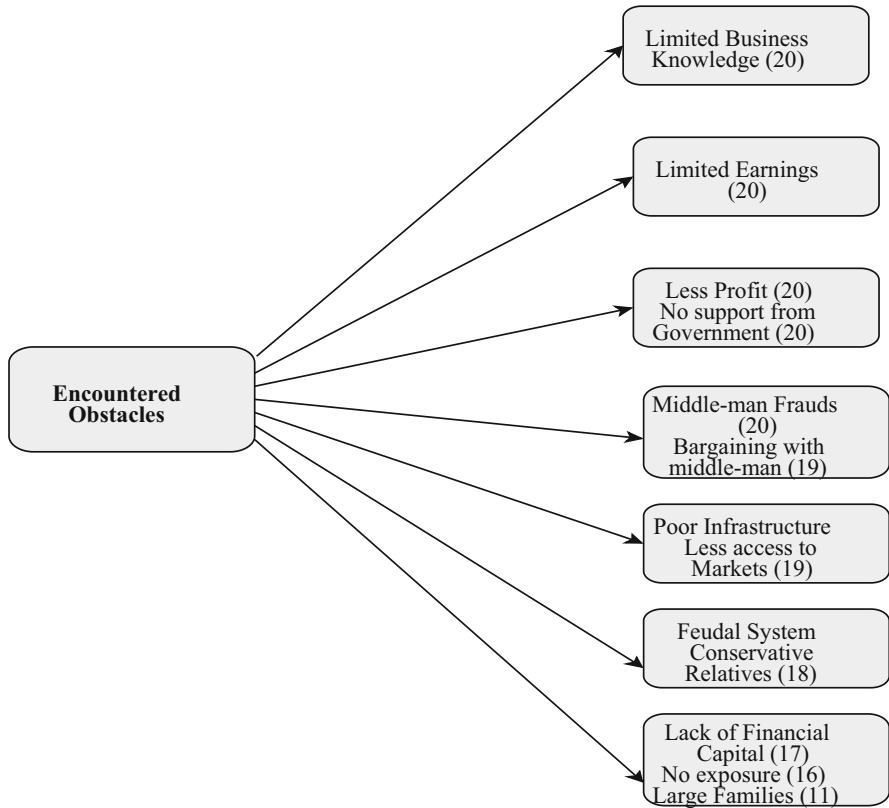 Limited Business
Knowledge (20)
Limited Earnings
(20)
Less Profit (20)
No support from
Government (20)
Encountered
Obstacles
Middle-man Frauds
(20)
Bargaining with
middle-man (19)
Poor Infrastructure
Less access to
Markets (19)
Feudal System
Conservative
Relatives (18)
Lack of Financial
Capital (17)
No exposure (16)
Large Families (11)